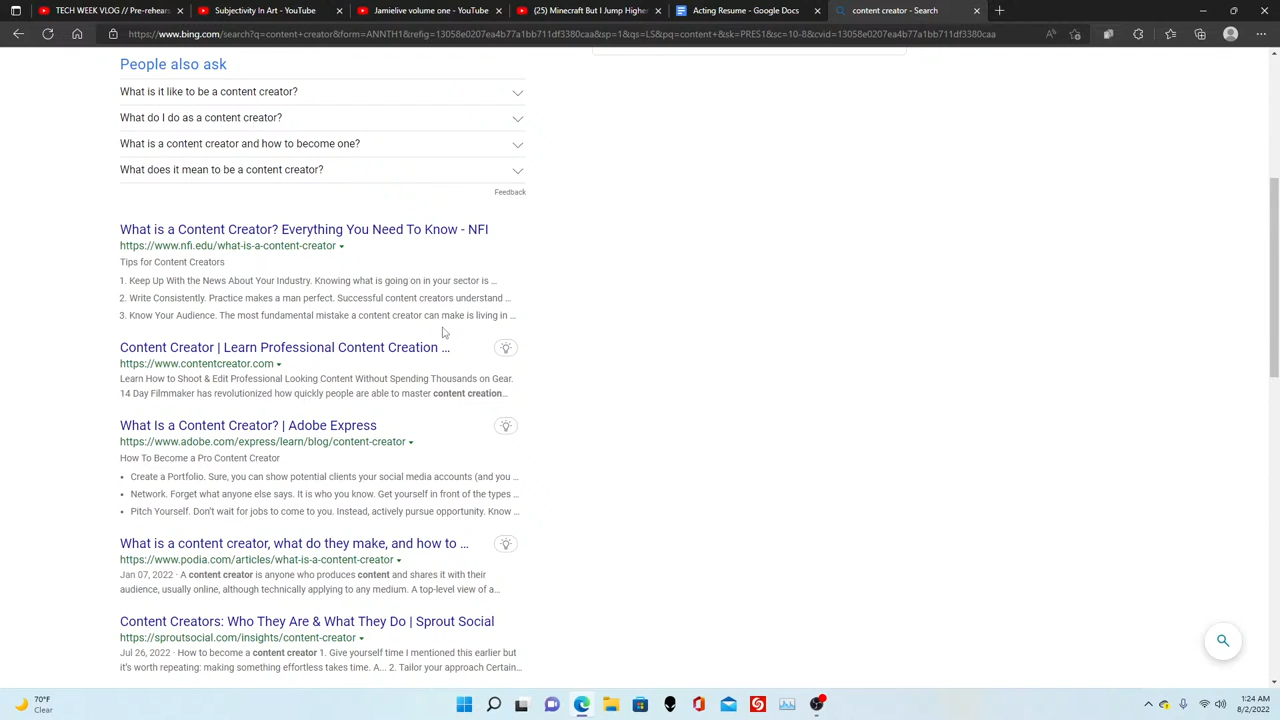 TECH WEEK VLOG // Pre-rehears
Subjectivity In Art - YouTube
Jamielive volume one - YouTube
(25) Minecraft But I Jump Higher
Acting Resume - Google Docs
content creator - Search
https://www.bing.com/search?q=content+creator&form=ANNTH1&refig=13058e0207ea4b77a1bb711df3380caa&sp=1&qs=LS&pq=content+&sk=PRES1&sc=10-8&cvid=13058e0207ea4b77a1bb711df3380caa
People also ask
What is it like to be a content creator?
What do I do as a content creator?
What is a content creator and how to become one?
What does it mean to be a content creator?
Feedback
What is a Content Creator? Everything You Need To Know - NFI
https://www.nfi.edu/what-is-a-content-creator
Tips for Content Creators
1. Keep Up With the News About Your Industry. Knowing what is going on in your sector is …
2. Write Consistently. Practice makes a man perfect. Successful content creators understand …
3. Know Your Audience. The most fundamental mistake a content creator can make is living in …
Content Creator | Learn Professional Content Creation …
https://www.contentcreator.com
Learn How to Shoot & Edit Professional Looking Content Without Spending Thousands on Gear.
14 Day Filmmaker has revolutionized how quickly people are able to master content creation…
What Is a Content Creator? | Adobe Express
https://www.adobe.com/express/learn/blog/content-creator
How To Become a Pro Content Creator
• Create a Portfolio. Sure, you can show potential clients your social media accounts (and you …
• Network. Forget what anyone else says. It is who you know. Get yourself in front of the types …
• Pitch Yourself. Don't wait for jobs to come to you. Instead, actively pursue opportunity. Know …
What is a content creator, what do they make, and how to …
https://www.podia.com/articles/what-is-a-content-creator
Jan 07, 2022 · A content creator is anyone who produces content and shares it with their
audience, usually online, although technically applying to any medium. A top-level view of a…
Content Creators: Who They Are & What They Do | Sprout Social
https://sproutsocial.com/insights/content-creator
Jul 26, 2022 · How to become a content creator 1. Give yourself time I mentioned this earlier but
it's worth repeating: making something effortless takes time. A... 2. Tailor your approach Certain…
70°F
Clear
1:24 AM
8/2/2022